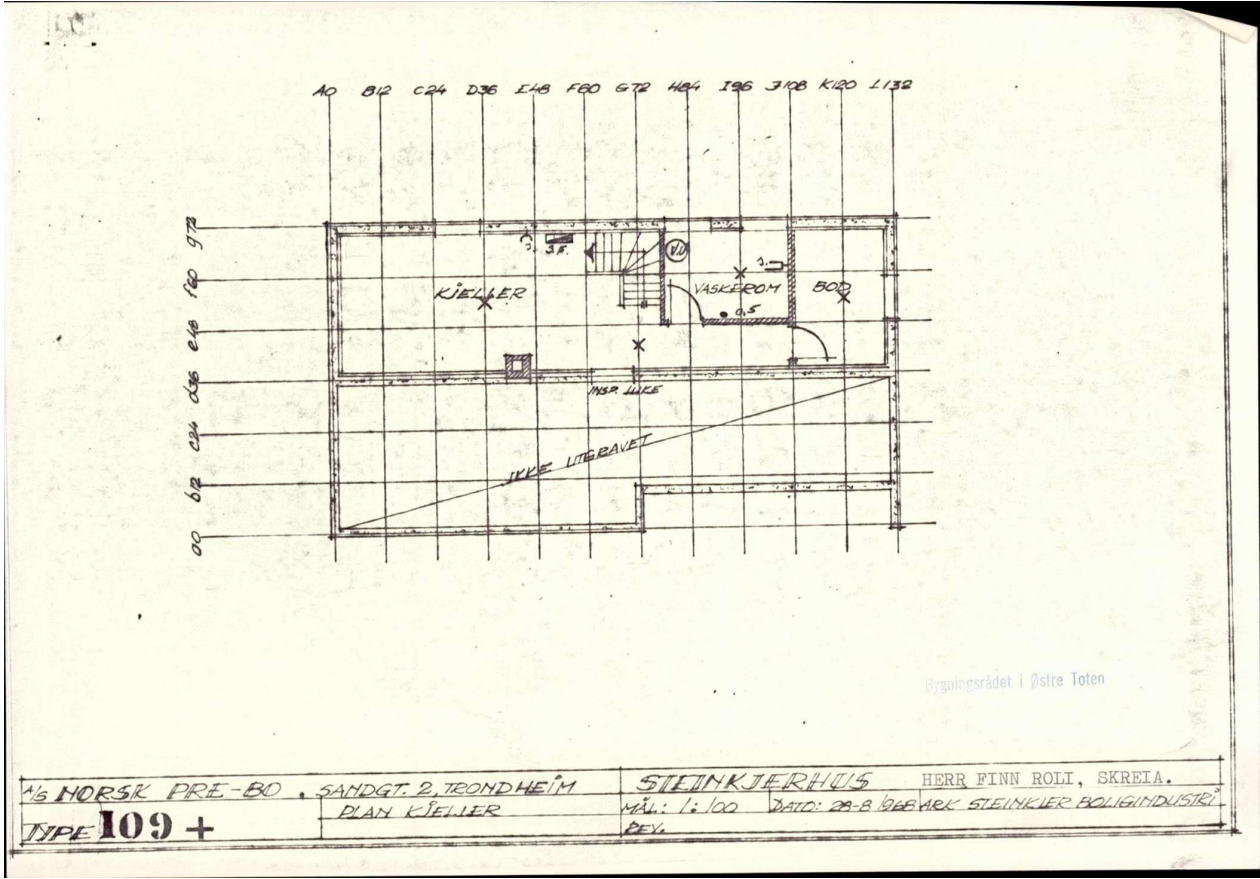 A0 B12 C24 D36 E48 F60 G72 H84 I96 J108 K120 L132
g72
f60
e48
d36
c24
b12
a0
S.F.
KJELLER
VASKEROM
BOD
INSP. LUKE
IKKE UTGRAVET
Bygningsrådet i Østre Toten
A/S NORSK PRE-BO . SANDGT. 2, TRONDHEIM
PLAN KJELLER
TYPE 109 +
STEINKJERHUS
HERR FINN ROLI, SKREIA.
MÅL: 1:100 DATO: 28-8 1968 ARK STEINKJER BOLIGINDUSTRI
REV.